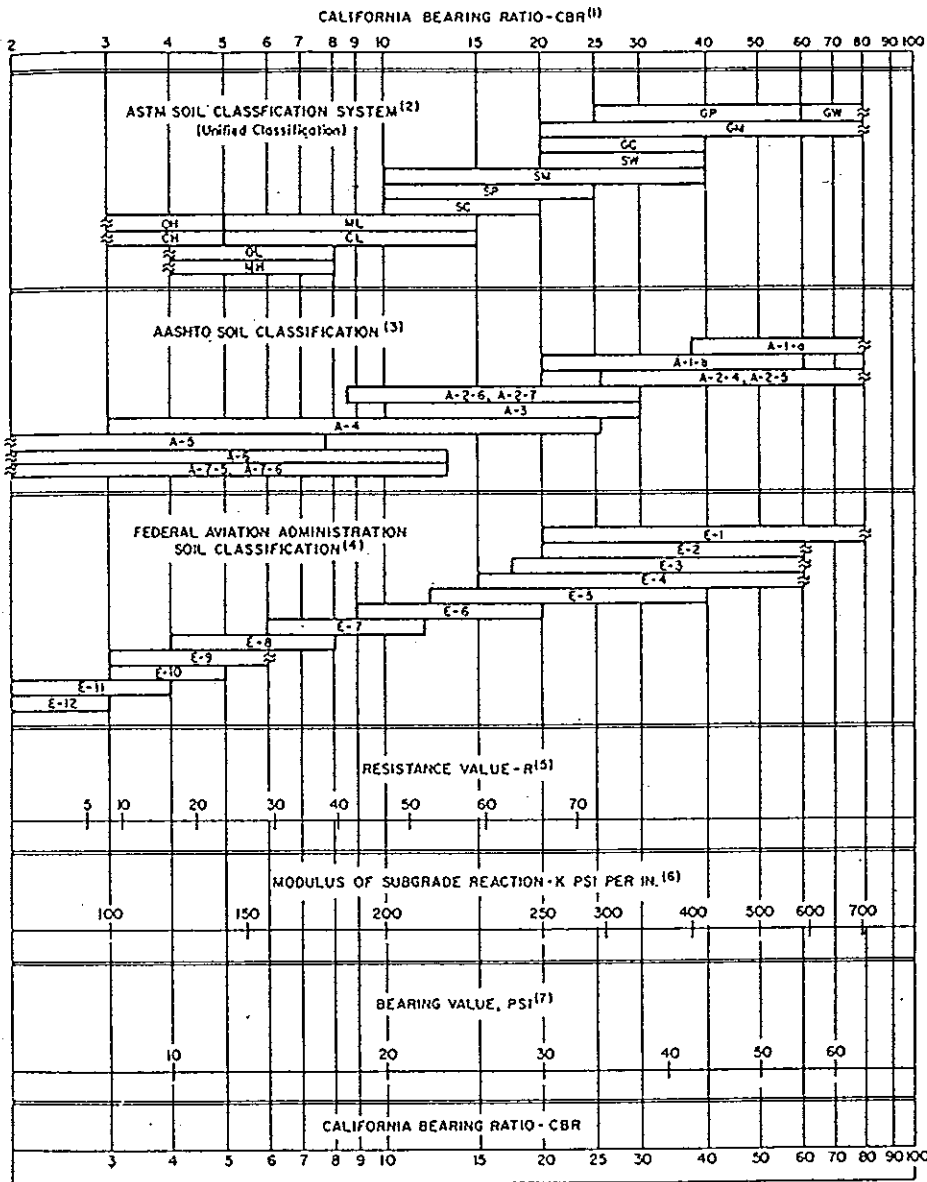 CALIFORNIA BEARING RATIO-CBR(1)
2 3 4 5 6 7 8 9 10 15 20 25 30 40 50 60 70 80 90 100
ASTM SOIL CLASSFICATION SYSTEM(2)
(Unified Classification)
GP GW
GM
GC
SW
SM
SP
SC
OH ML
CH CL
OL
MH
AASHTO SOIL CLASSIFICATION(3)
A-1-a
A-1-b
A-2-4, A-2-5
A-2-6, A-2-7
A-3
A-4
A-5
A-6
A-7-5, A-7-6
FEDERAL AVIATION ADMINISTRATION
SOIL CLASSIFICATION(4)
E-1
E-2
E-3
E-4
E-5
E-6
E-7
E-8
E-9
E-10
E-11
E-12
RESISTANCE VALUE-R(5)
5 10 20 30 40 50 60 70
MODULUS OF SUBGRADE REACTION-K PSI PER IN.(6)
100 150 200 250 300 400 500 600 700
BEARING VALUE, PSI(7)
10 20 30 40 50 60
CALIFORNIA BEARING RATIO-CBR
3 4 5 6 7 8 9 10 15 20 25 30 40 50 60 70 80 90 100